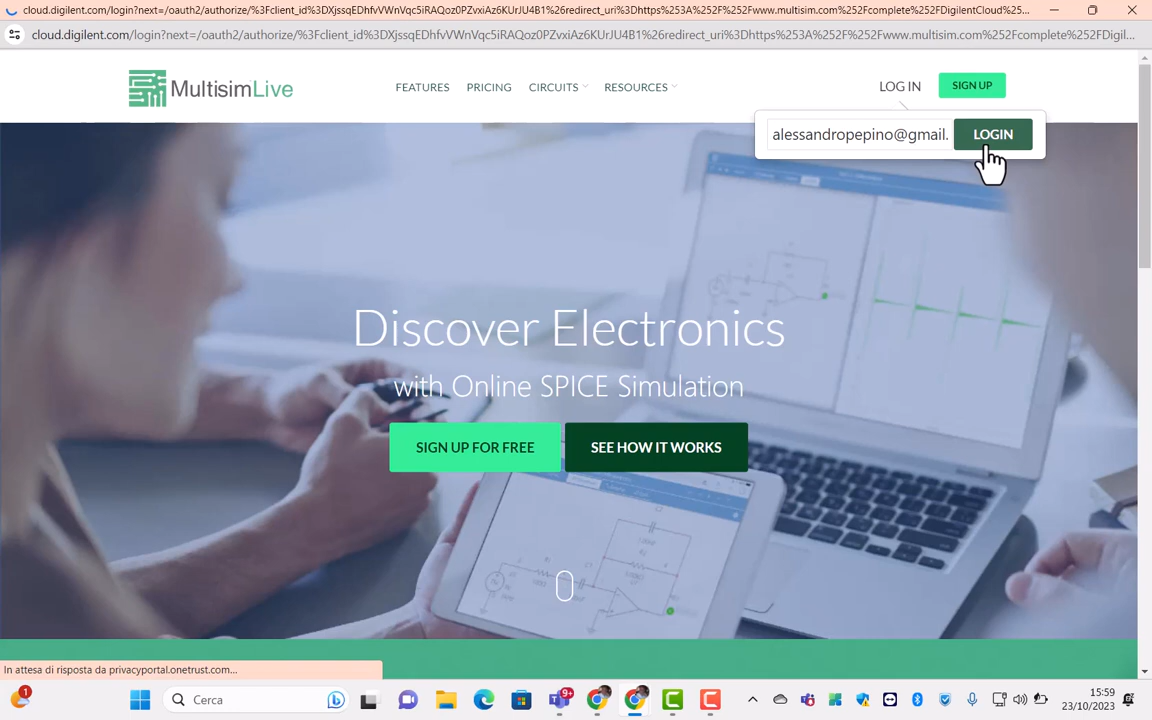 cloud.digilent.com/login?next=/oauth2/authorize/%3Fclient_id%3DXjssqEDhfvVWnVqc5iRAQoz0PZvxiAz6KUrJU4B1%26redirect_uri%3Dhttps%253A%252F%252Fwww.multisim.com%252Fcomplete%252FDigilentCloud%25...
cloud.digilent.com/login?next=/oauth2/authorize/%3Fclient_id%3DXjssqEDhfvVWnVqc5iRAQoz0PZvxiAz6KUrJU4B1%26redirect_uri%3Dhttps%253A%252F%252Fwww.multisim.com%252Fcomplete%252FDigil...
MultisimLive FEATURES PRICING CIRCUITS RESOURCES LOG IN SIGN UP
alessandropepino@gmail. LOGIN
Discover Electronics
with Online SPICE Simulation
SIGN UP FOR FREE SEE HOW IT WORKS
In attesa di risposta da privacyportal.onetrust.com...
1 Cerca 9+ 15:59
23/10/2023